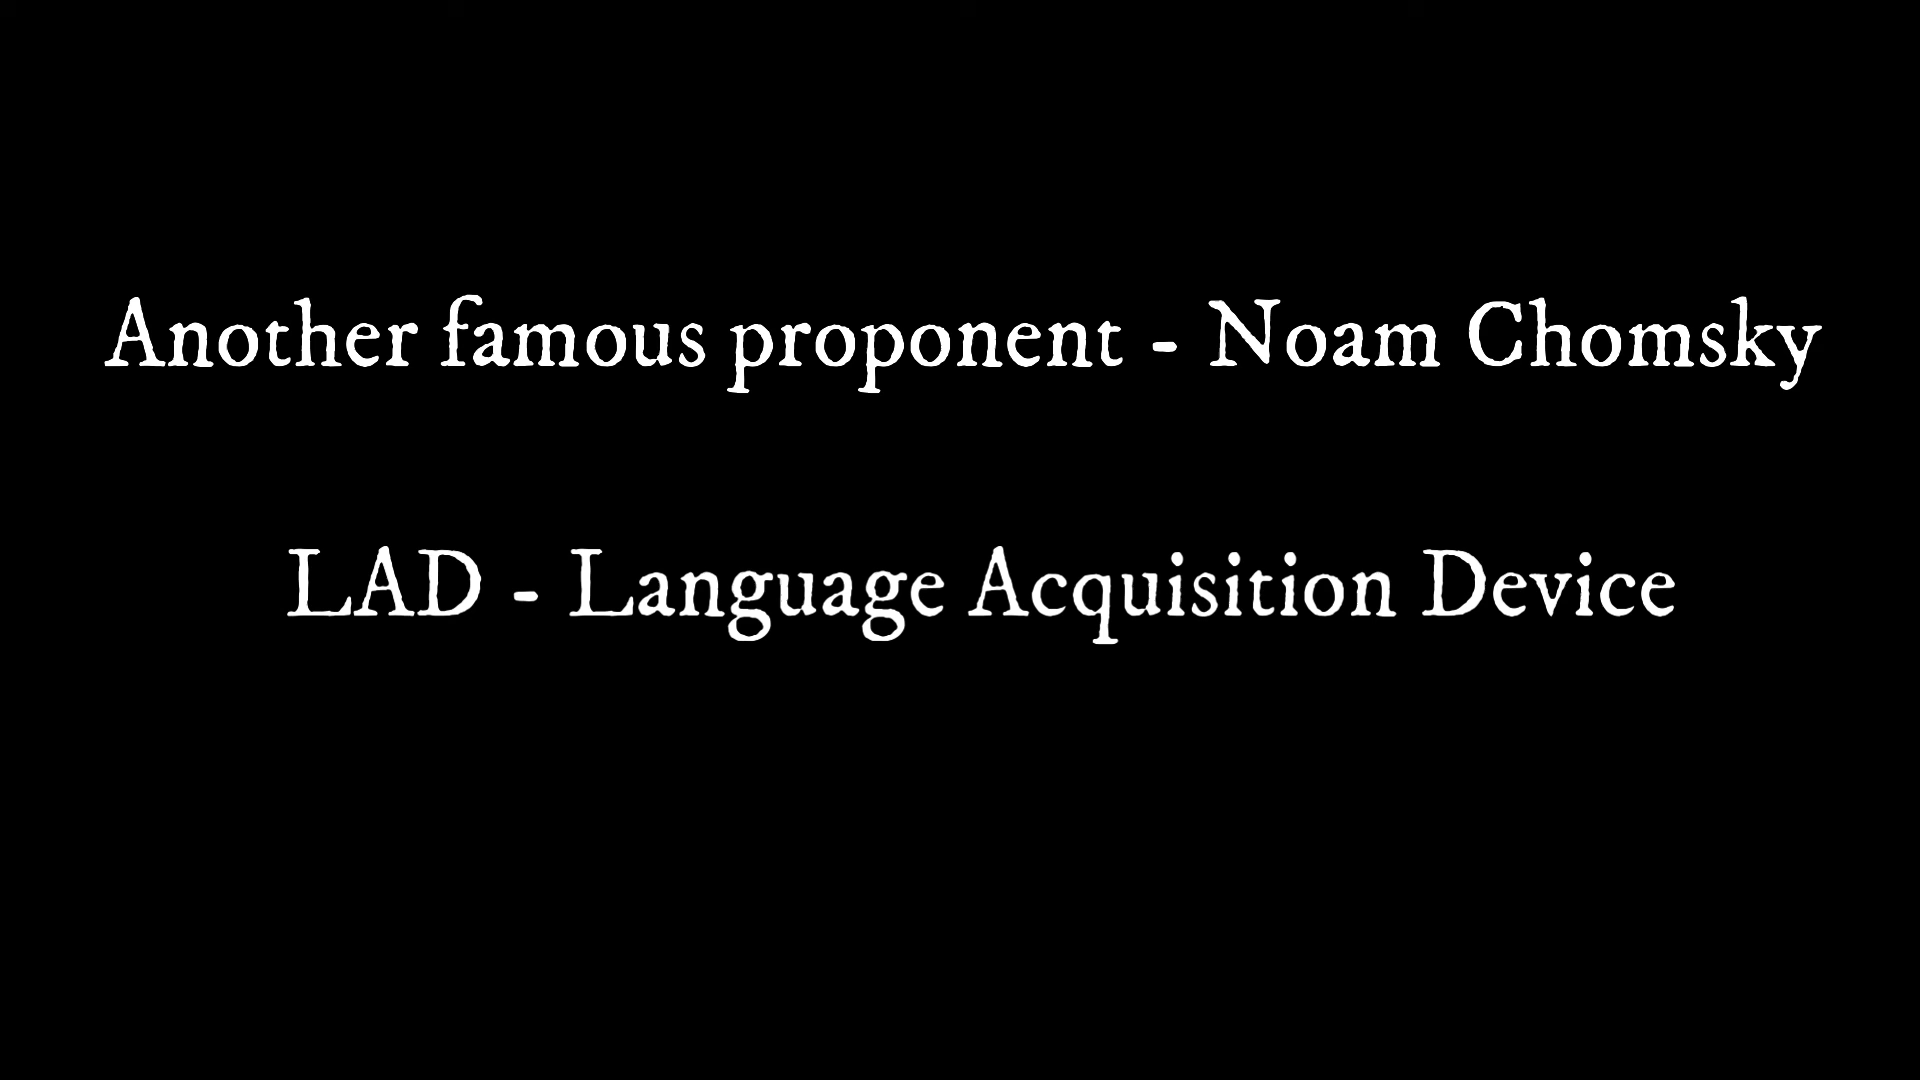 Another famous proponent - Noam Chomsky
LAD - Language Acquisition Device